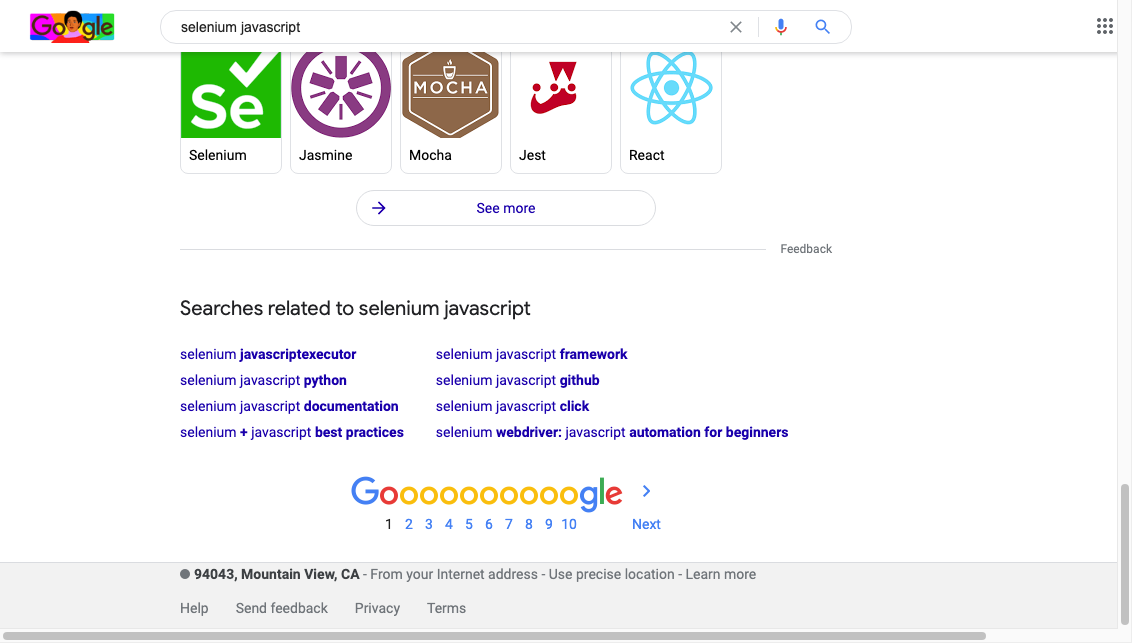 Google
selenium javascript
Se
MOCHA
Selenium
Jasmine
Mocha
Jest
React
See more
Feedback
Searches related to selenium javascript
selenium javascriptexecutor
selenium javascript framework
selenium javascript python
selenium javascript github
selenium javascript documentation
selenium javascript click
selenium + javascript best practices
selenium webdriver: javascript automation for beginners
Goooooooooogle
1 2 3 4 5 6 7 8 9 10 Next
94043, Mountain View, CA - From your Internet address - Use precise location - Learn more
Help Send feedback Privacy Terms